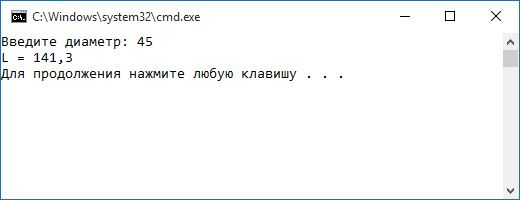 C:\Windows\system32\cmd.exe
Введите диаметр: 45
L = 141,3
Для продолжения нажмите любую клавишу . . .